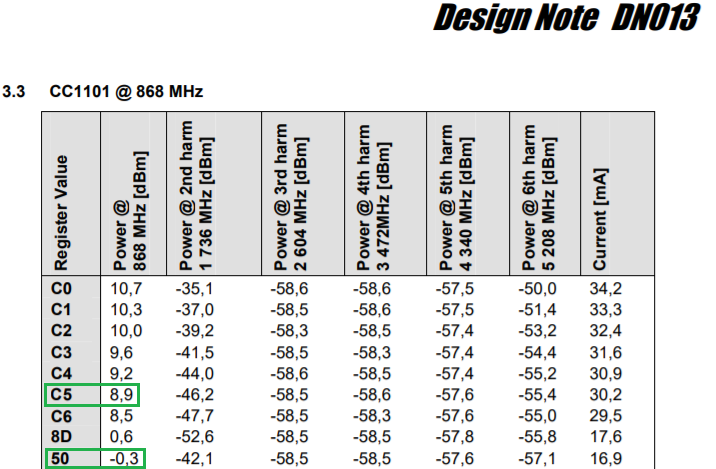 Design Note DN013
3.3 CC1101 @ 868 MHz
Register Value
Power @
868 MHz [dBm]
Power @ 2nd harm
1 736 MHz [dBm]
Power @ 3rd harm
2 604 MHz [dBm]
Power @ 4th harm
3 472MHz [dBm]
Power @ 5th harm
4 340 MHz [dBm]
Power @ 6th harm
5 208 MHz [dBm]
Current [mA]
C0 10,7 -35,1 -58,6 -58,6 -57,5 -50,0 34,2
C1 10,3 -37,0 -58,5 -58,6 -57,5 -51,4 33,3
C2 10,0 -39,2 -58,3 -58,5 -57,4 -53,2 32,4
C3 9,6 -41,5 -58,5 -58,3 -57,4 -54,4 31,6
C4 9,2 -44,0 -58,6 -58,5 -57,4 -55,2 30,9
C5 8,9 -46,2 -58,5 -58,6 -57,6 -55,4 30,2
C6 8,5 -47,7 -58,5 -58,3 -57,6 -55,0 29,5
8D 0,6 -52,6 -58,5 -58,5 -57,8 -55,8 17,6
50 -0,3 -42,1 -58,5 -58,5 -57,6 -57,1 16,9